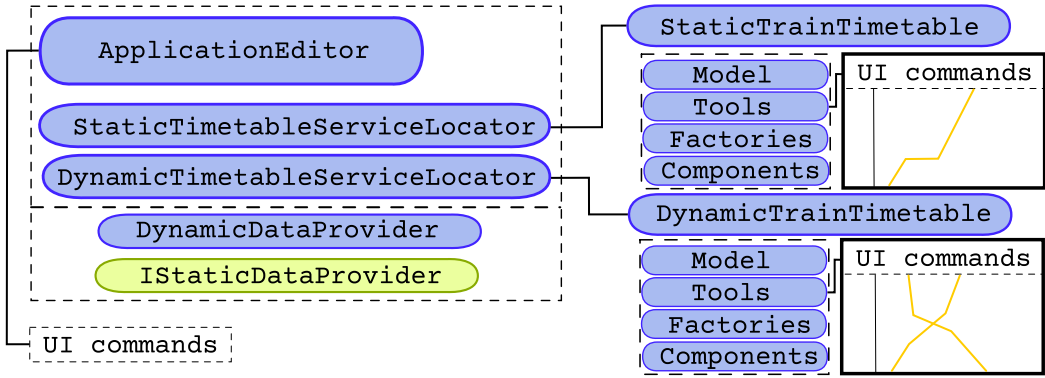 ApplicationEditor
StaticTimetableServiceLocator
DynamicTimetableServiceLocator
DynamicDataProvider
IStaticDataProvider
UI commands
StaticTrainTimetable
Model
Tools
Factories
Components
UI commands
DynamicTrainTimetable
Model
Tools
Factories
Components
UI commands